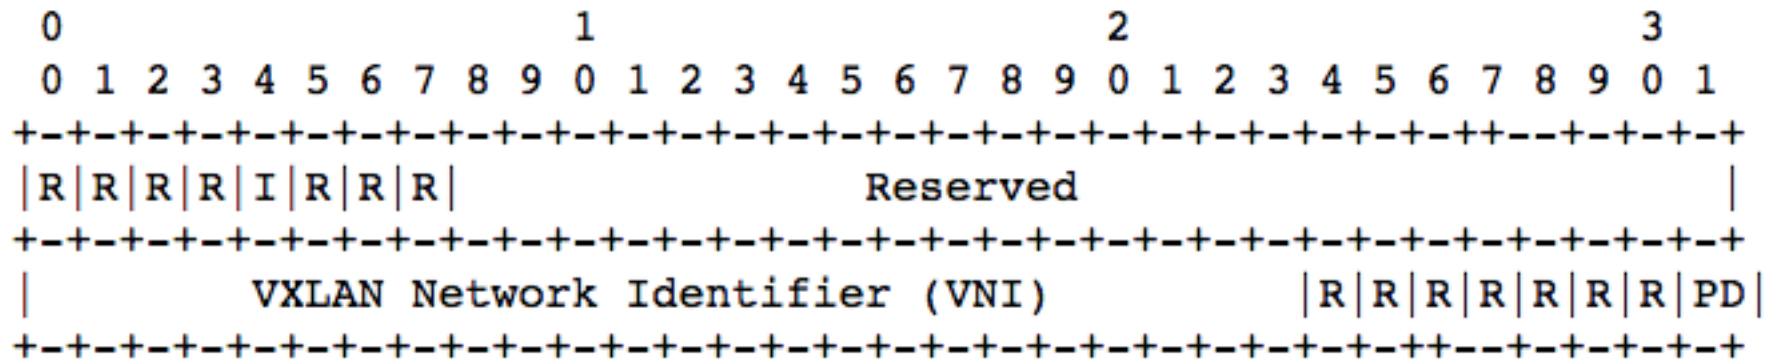 0 1 2 3
0 1 2 3 4 5 6 7 8 9 0 1 2 3 4 5 6 7 8 9 0 1 2 3 4 5 6 7 8 9 0 1
+-+-+-+-+-+-+-+-+-+-+-+-+-+-+-+-+-+-+-+-+-+-+-+-+-+-+-++--+-+-+-+
|R|R|R|R|I|R|R|R| Reserved |
+-+-+-+-+-+-+-+-+-+-+-+-+-+-+-+-+-+-+-+-+-+-+-+-+-+-+-+-+-+-+-+-+
| VXLAN Network Identifier (VNI) |R|R|R|R|R|R|R|PD|
+-+-+-+-+-+-+-+-+-+-+-+-+-+-+-+-+-+-+-+-+-+-+-+-+-+-+-++--+-+-+-+-+